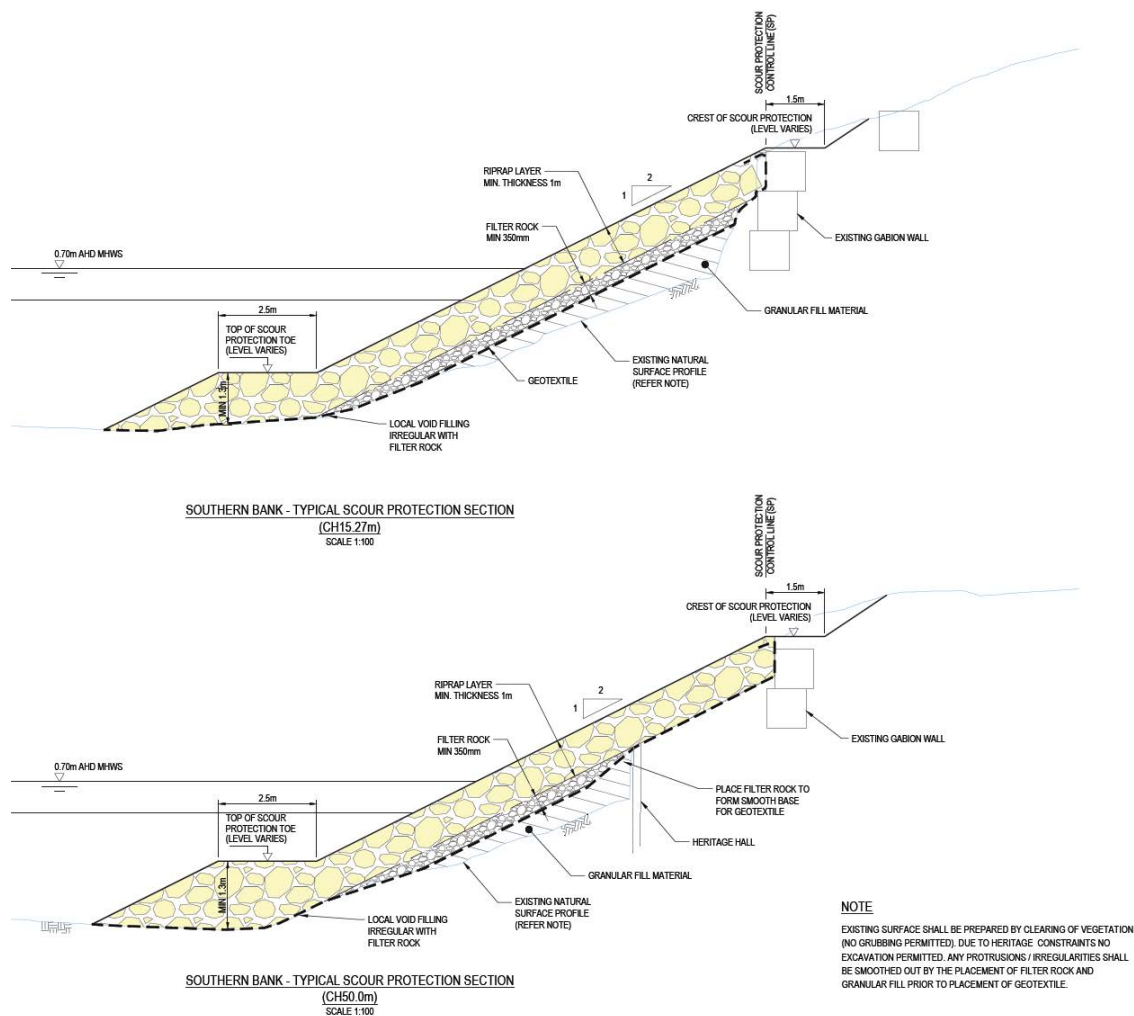 SCOUR PROTECTION
CONTROL LINE (SP)
1.5m
CREST OF SCOUR PROTECTION
(LEVEL VARIES)
RIPRAP LAYER
MIN. THICKNESS 1m
2
1
FILTER ROCK
MIN 350mm
EXISTING GABION WALL
0.70m AHD MHWS
GRANULAR FILL MATERIAL
2.5m
TOP OF SCOUR
PROTECTION TOE
(LEVEL VARIES)
EXISTING NATURAL
SURFACE PROFILE
(REFER NOTE)
GEOTEXTILE
MIN 1.3m
LOCAL VOID FILLING
IRREGULAR WITH
FILTER ROCK
SOUTHERN BANK - TYPICAL SCOUR PROTECTION SECTION
(CH15.27m)
SCALE 1:100
SCOUR PROTECTION
CONTROL LINE (SP)
1.5m
CREST OF SCOUR PROTECTION
(LEVEL VARIES)
RIPRAP LAYER
MIN. THICKNESS 1m
2
1
FILTER ROCK
MIN 350mm
EXISTING GABION WALL
0.70m AHD MHWS
2.5m
PLACE FILTER ROCK TO
FORM SMOOTH BASE
FOR GEOTEXTILE
TOP OF SCOUR
PROTECTION TOE
(LEVEL VARIES)
HERITAGE HALL
GRANULAR FILL MATERIAL
MIN 1.3m
EXISTING NATURAL
SURFACE PROFILE
(REFER NOTE)
LOCAL VOID FILLING
IRREGULAR WITH
FILTER ROCK
SOUTHERN BANK - TYPICAL SCOUR PROTECTION SECTION
(CH50.0m)
SCALE 1:100
NOTE
EXISTING SURFACE SHALL BE PREPARED BY CLEARING OF VEGETATION
(NO GRUBBING PERMITTED). DUE TO HERITAGE CONSTRAINTS NO
EXCAVATION PERMITTED. ANY PROTRUSIONS / IRREGULARITIES SHALL
BE SMOOTHED OUT BY THE PLACEMENT OF FILTER ROCK AND
GRANULAR FILL PRIOR TO PLACEMENT OF GEOTEXTILE.